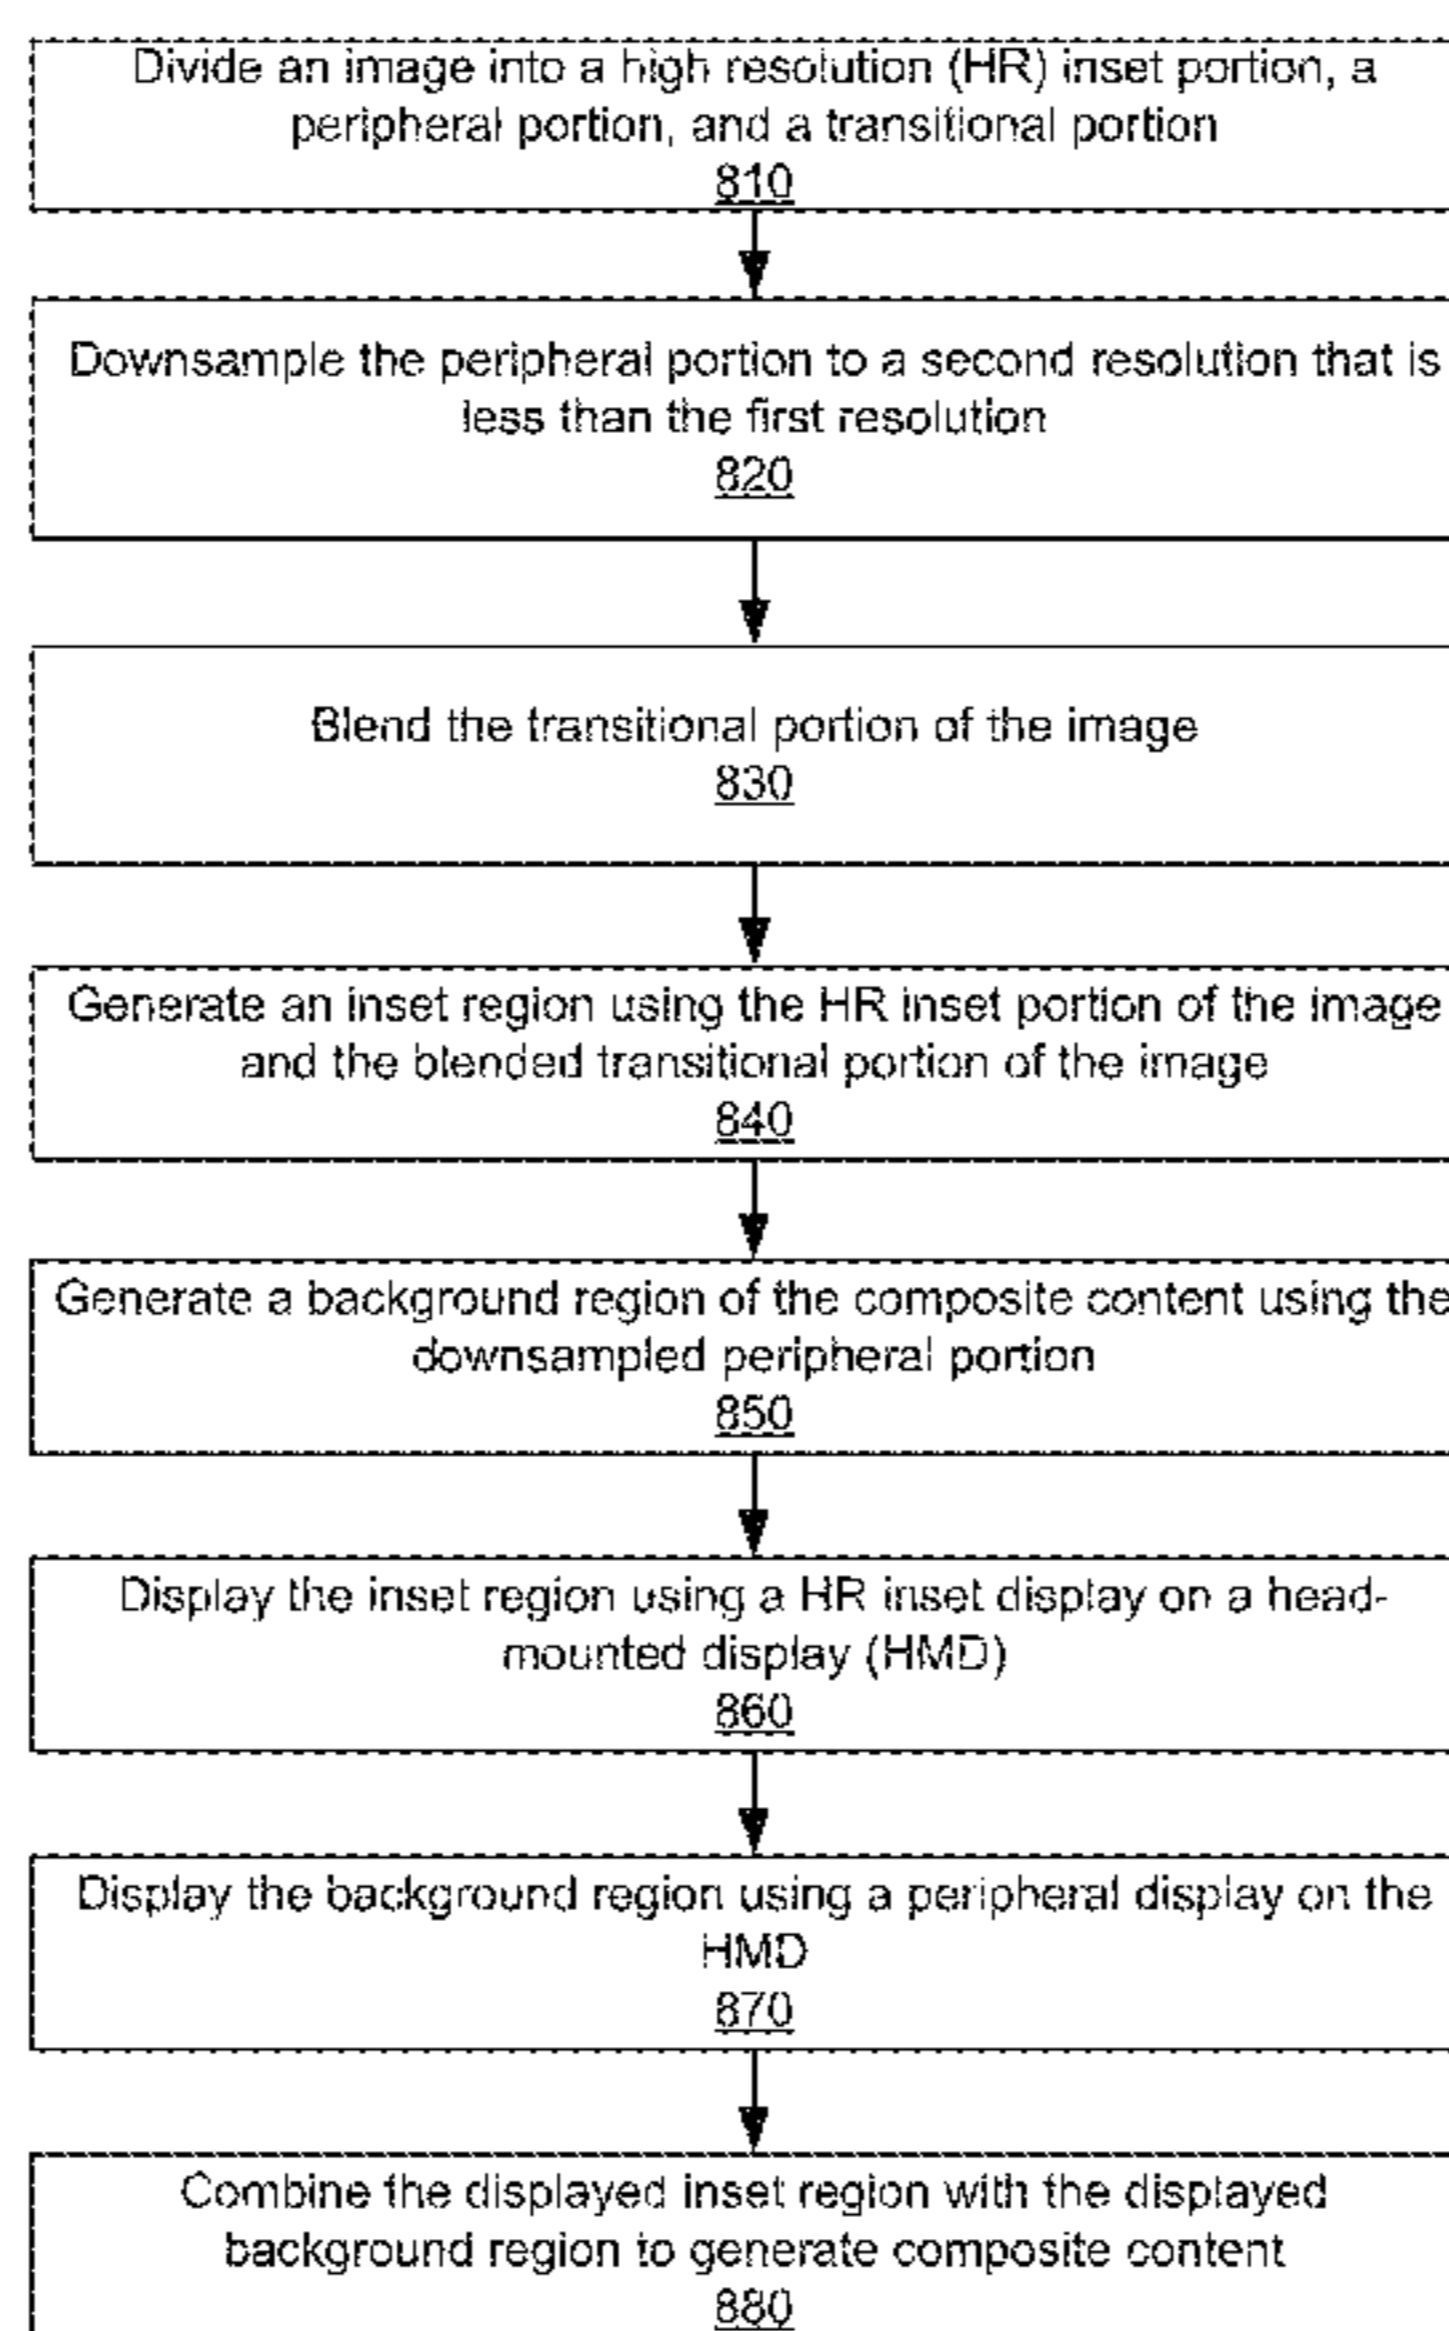 Divide an image into a high resolution (HR) inset portion, a
peripheral portion, and a transitional portion
810
Downsample the peripheral portion to a second resolution that is
less than the first resolution
820
Blend the transitional portion of the image
830
Generate an inset region using the HR inset portion of the image
and the blended transitional portion of the image
840
Generate a background region of the composite content using the
downsampled peripheral portion
850
Display the inset region using a HR inset display on a head-
mounted display (HMD)
860
Display the background region using a peripheral display on the
HMD
870
Combine the displayed inset region with the displayed
background region to generate composite content
880